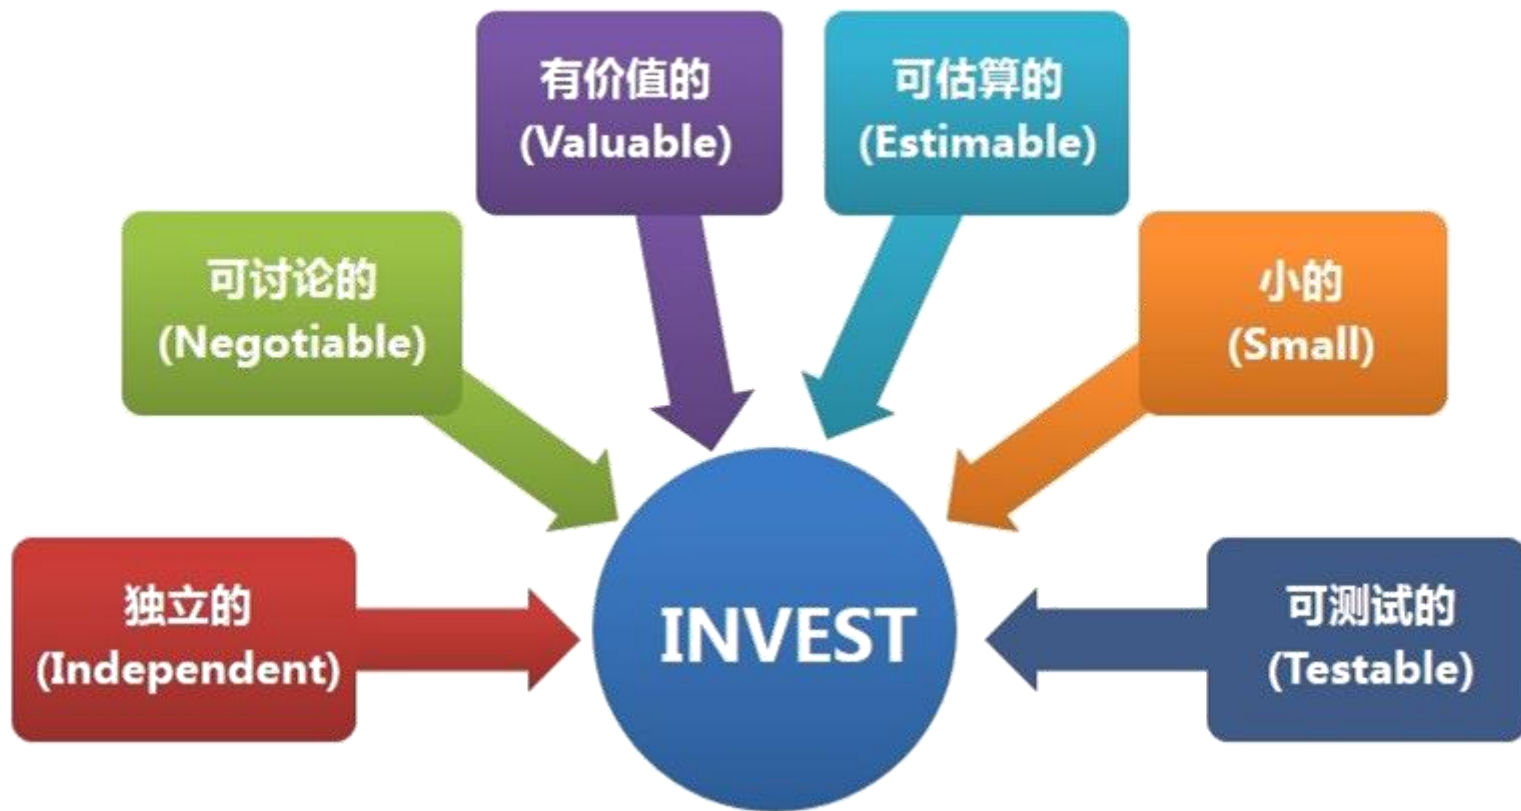 独立的
(Independent)
可讨论的
(Negotiable)
有价值的
(Valuable)
可估算的
(Estimable)
小的
(Small)
可测试的
(Testable)
INVEST